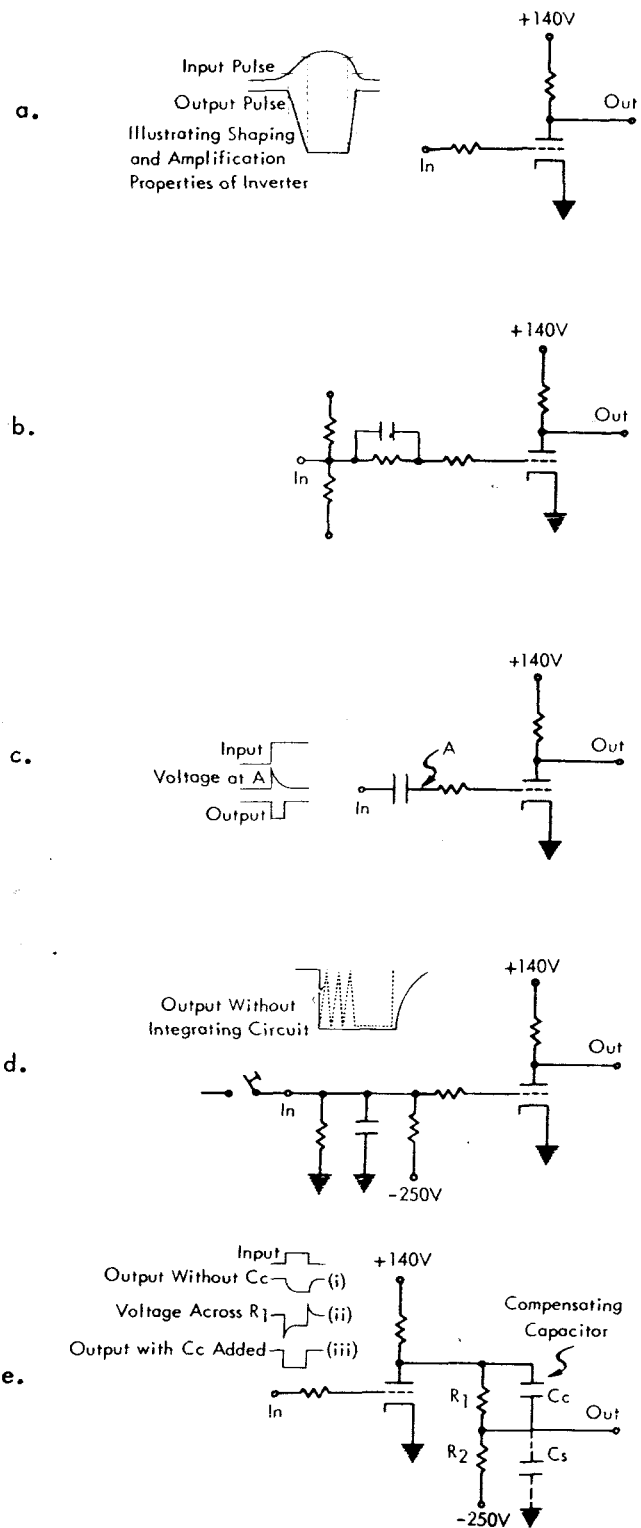 a.
Input Pulse
Output Pulse
Illustrating Shaping
and Amplification
Properties of Inverter
+140V
Out
In
b.
+140V
Out
In
c.
+140V
Input
Voltage at A
Output
A
In
Out
d.
Output Without
Integrating Circuit
+140V
Out
In
-250V
e.
Input
Output Without Cc (i)
Voltage Across R1 (ii)
Output with Cc Added (iii)
+140V
Compensating
Capacitor
R1
Cc
Out
In
R2
Cs
-250V